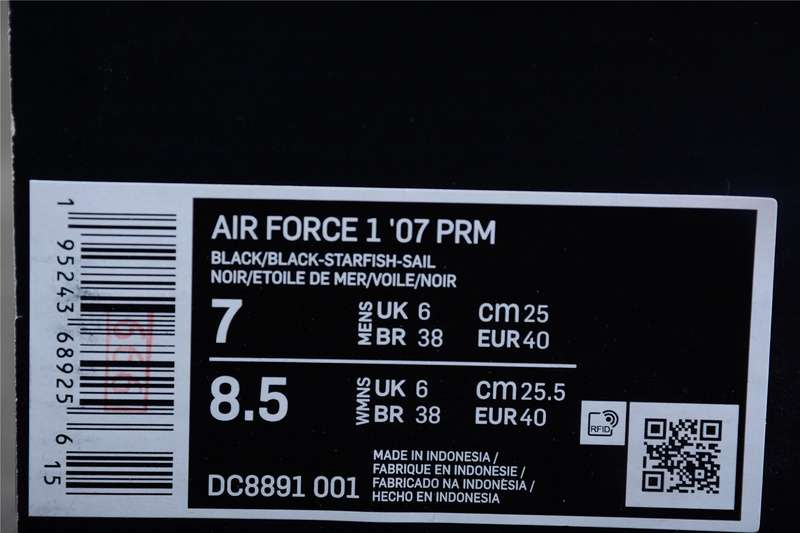 AIR FORCE 1 '07 PRM
BLACK/BLACK-STARFISH-SAIL
NOIR/ETOILE DE MER/VOILE/NOIR
7 MENS UK 6 cm 25
BR 38 EUR 40
8.5 WMNS UK 6 cm 25.5
BR 38 EUR 40
RFID
DC8891 001
MADE IN INDONESIA /
FABRIQUE EN INDONESIE /
FABRICADO NA INDONÉSIA /
HECHO EN INDONESIA
1 95243 68925 6 15
666